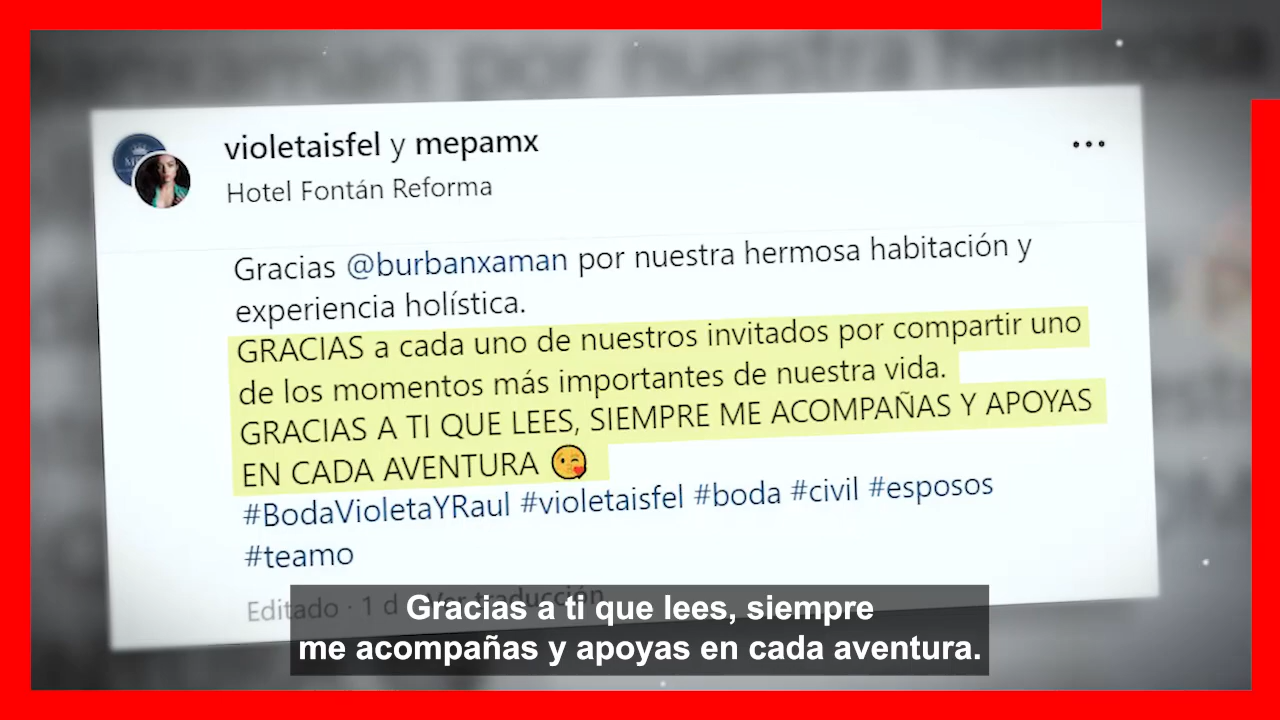 violetaisfel y mepamx
Hotel Fontán Reforma
Gracias @burbanxaman por nuestra hermosa habitación y
experiencia holística.
GRACIAS a cada uno de nuestros invitados por compartir uno
de los momentos más importantes de nuestra vida.
GRACIAS A TI QUE LEES, SIEMPRE ME ACOMPAÑAS Y APOYAS
EN CADA AVENTURA 😘
#BodaVioletaYRaul #violetaisfel #boda #civil #esposos
#teamo
Editado · 1 d Ver traducción
Gracias a ti que lees, siempre
me acompañas y apoyas en cada aventura.